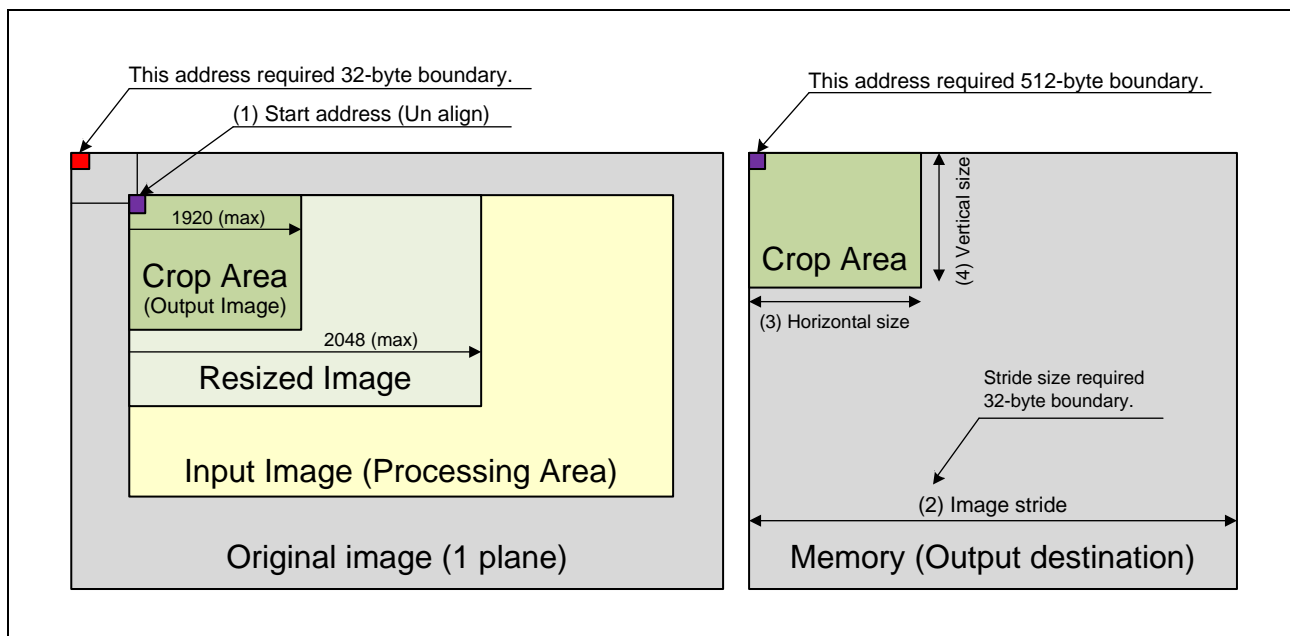 This address required 32-byte boundary.
(1) Start address (Un align)
1920 (max)
Crop Area
(Output Image)
2048 (max)
Resized Image
Input Image (Processing Area)
Original image (1 plane)
This address required 512-byte boundary.
Crop Area
(4) Vertical size
(3) Horizontal size
Stride size required
32-byte boundary.
(2) Image stride
Memory (Output destination)